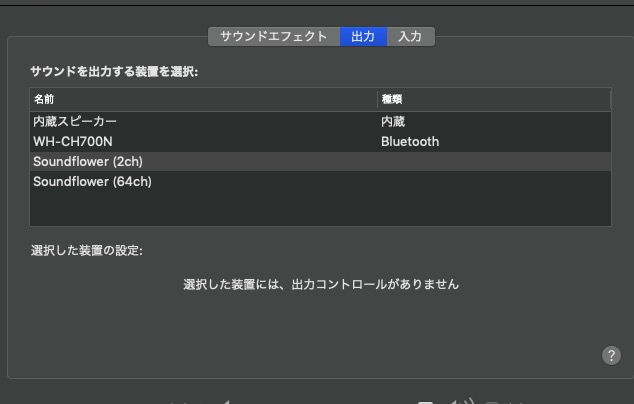 サウンドエフェクト 出力 入力
サウンドを出力する装置を選択:
名前 種類
内蔵スピーカー 内蔵
WH-CH700N Bluetooth
Soundflower (2ch)
Soundflower (64ch)
選択した装置の設定:
選択した装置には、出力コントロールがありません
?